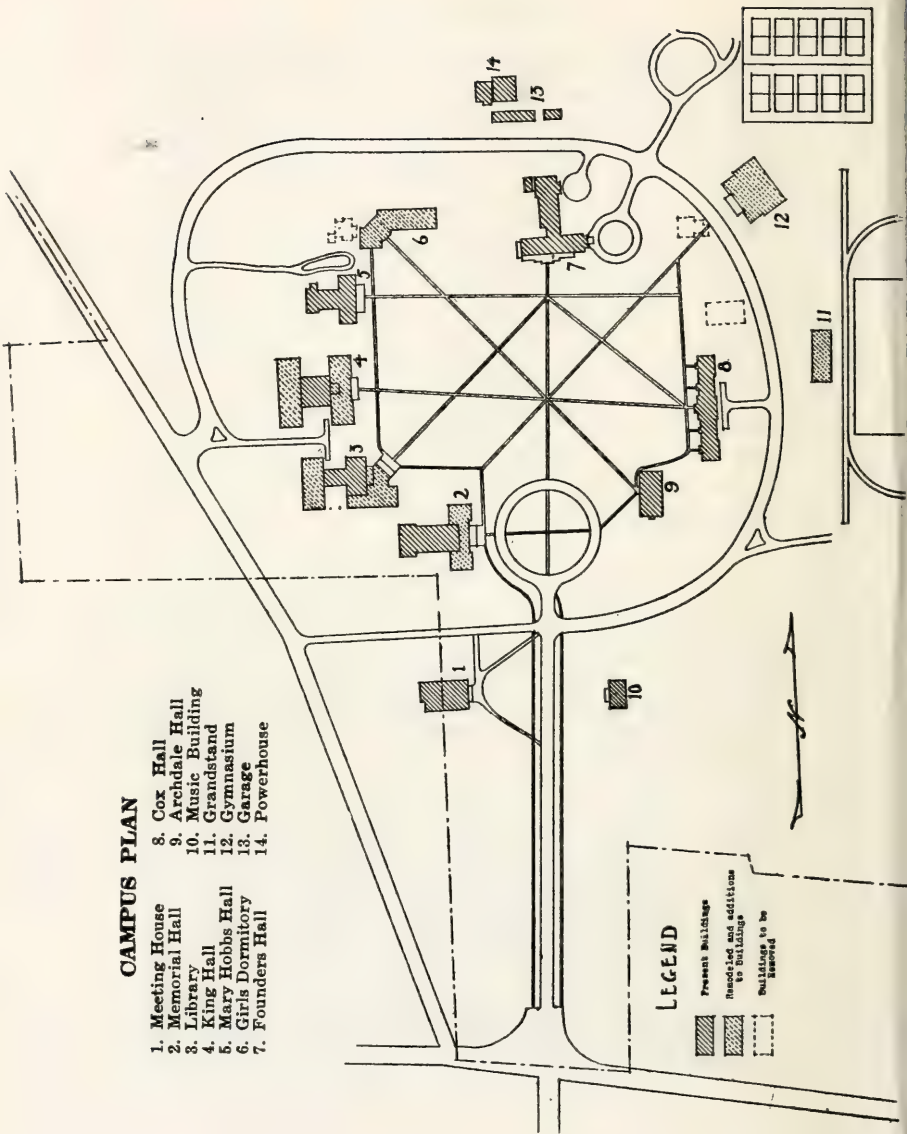 CAMPUS PLAN
1. Meeting House
2. Memorial Hall
3. Library
4. King Hall
5. Mary Hobbs Hall
6. Girls Dormitory
7. Founders Hall
8. Cox Hall
9. Archdale Hall
10. Music Building
11. Grandstand
12. Gymnasium
13. Garage
14. Powerhouse
14
13
6
5
4
3
2
1
7
12
11
8
9
10
N
LEGEND
Present Buildings
Remodeled and additions
to Buildings
Buildings to be
Removed